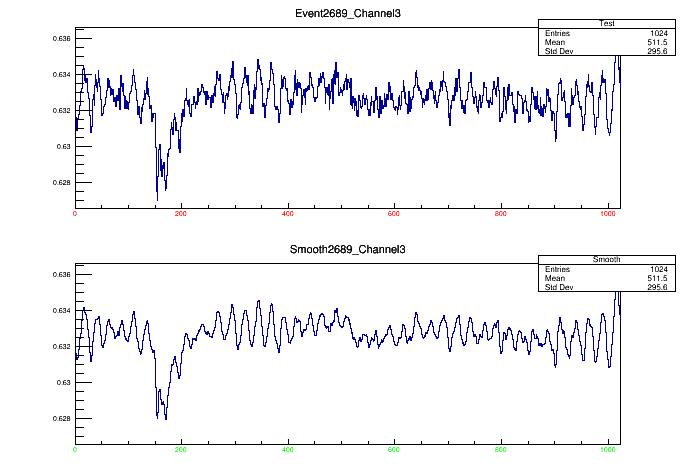 Event2689_Channel3
Test
Entries 1024
Mean 511.5
Std Dev 295.6
0.636
0.634
0.632
0.63
0.628
0 200 400 600 800 1000
Smooth2689_Channel3
Smooth
Entries 1024
Mean 511.5
Std Dev 295.6
0.636
0.634
0.632
0.63
0.628
0 200 400 600 800 1000